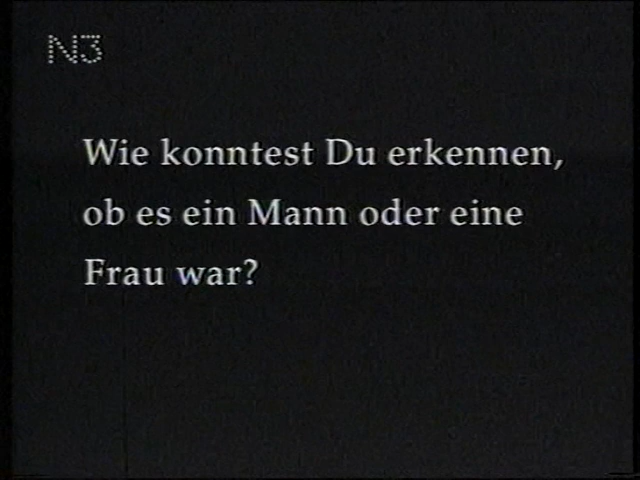 N3
Wie konntest Du erkennen,
ob es ein Mann oder eine
Frau war?